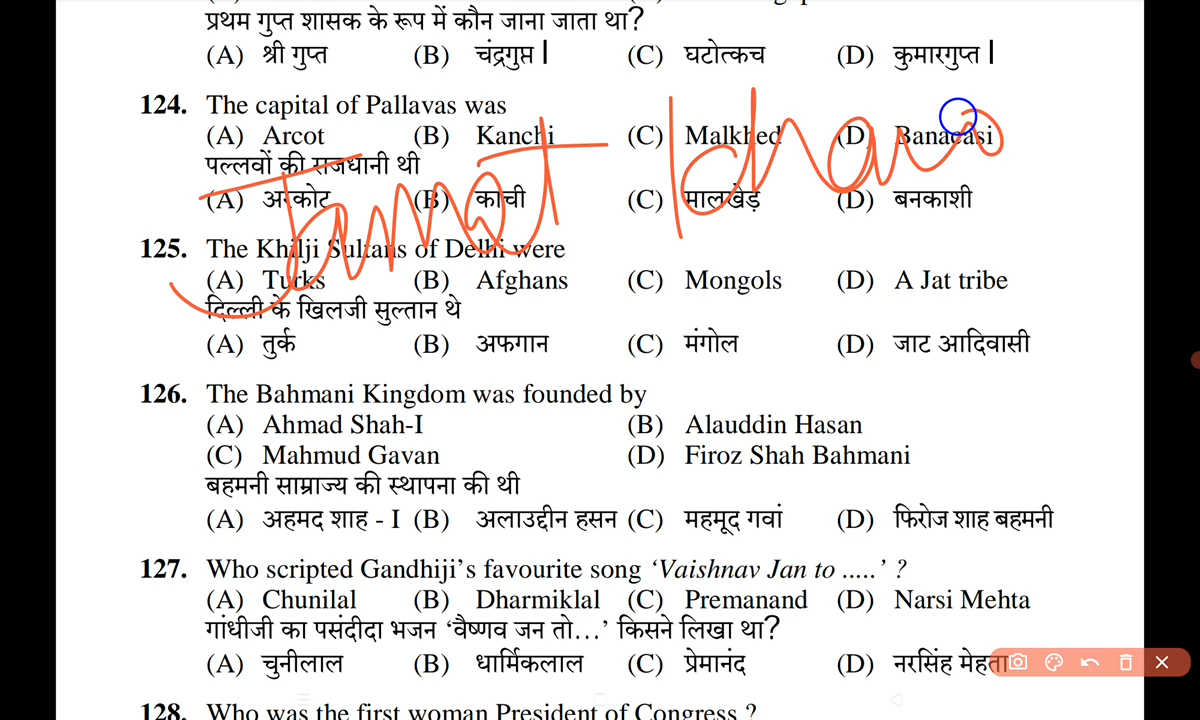 प्रथम गुप्त शासक के रूप में कौन जाना जाता था?
(A) श्री गुप्त (B) चंद्रगुप्त I (C) घटोत्कच (D) कुमारगुप्त I
124. The capital of Pallavas was
(A) Arcot (B) Kanchi (C) Malkhed (D) Banacasi
पल्लवों की राजधानी थी
(A) अरकोट (B) कांची (C) मालखेड़ (D) बनकाशी
125. The Khilji Sultans of Delhi were
(A) Turks (B) Afghans (C) Mongols (D) A Jat tribe
दिल्ली के खिलजी सुल्तान थे
(A) तुर्क (B) अफगान (C) मंगोल (D) जाट आदिवासी
126. The Bahmani Kingdom was founded by
(A) Ahmad Shah-I (B) Alauddin Hasan
(C) Mahmud Gavan (D) Firoz Shah Bahmani
बहमनी साम्राज्य की स्थापना की थी
(A) अहमद शाह - I (B) अलाउद्दीन हसन (C) महमूद गवां (D) फिरोज शाह बहमनी
127. Who scripted Gandhiji’s favourite song ‘Vaishnav Jan to .....’ ?
(A) Chunilal (B) Dharmiklal (C) Premanand (D) Narsi Mehta
गांधीजी का पसंदीदा भजन ‘वैष्णव जन तो...’ किसने लिखा था?
(A) चुनीलाल (B) धार्मिकलाल (C) प्रेमानंद (D) नरसिंह मेहता
128. Who was the first woman President of Congress ?